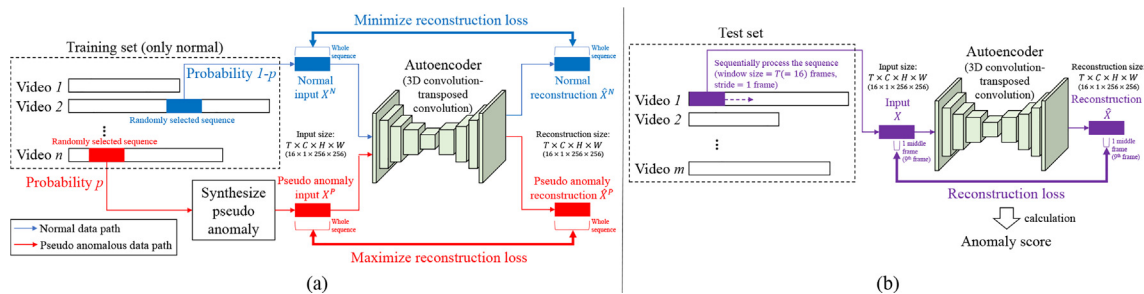 Minimize reconstruction loss
Training set (only normal)
Whole
sequence
Whole
sequence
Probability 1-p
Video 1
Video 2
Randomly selected sequence
Normal
input X^N
Autoencoder
(3D convolution-
transposed
convolution)
Normal
reconstruction X̂^N
⋮
Randomly selected sequence
Video n
Input size:
T × C × H × W
(16 × 1 × 256 × 256)
Reconstruction size:
T × C × H × W
(16 × 1 × 256 × 256)
Probability p
Synthesize
pseudo
anomaly
Pseudo anomaly
input X^P
Pseudo anomaly
reconstruction X̂^P
Whole
sequence
Whole
sequence
Normal data path
Pseudo anomalous data path
Maximize reconstruction loss
(a)
Test set
Sequentially process the sequence
(window size = T(= 16) frames,
stride = 1 frame)
Video 1
Video 2
⋮
Video m
Input size:
T × C × H × W
(16 × 1 × 256 × 256)
Input
X
1 middle
frame
(9th frame)
Autoencoder
(3D convolution-
transposed
convolution)
Reconstruction size:
T × C × H × W
(16 × 1 × 256 × 256)
Reconstruction
X̂
1 middle
frame
(9th frame)
Reconstruction loss
calculation
Anomaly score
(b)